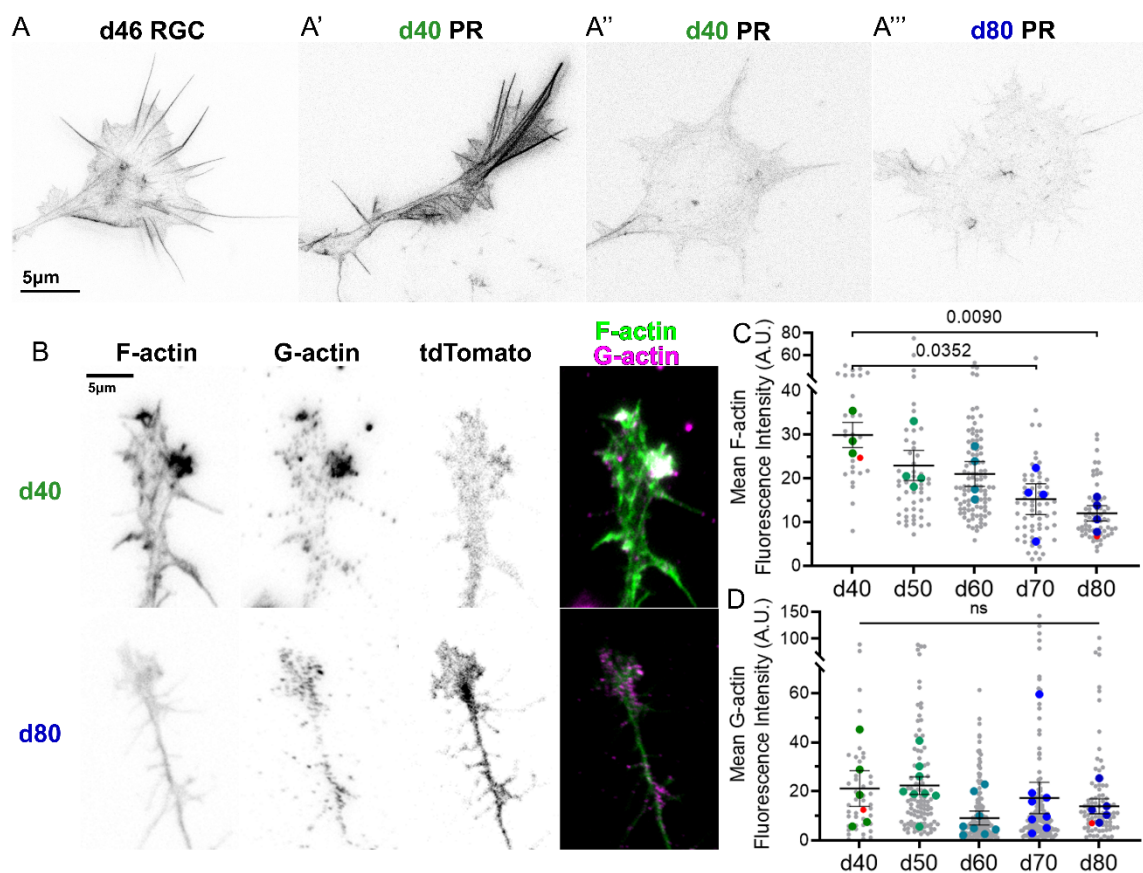 A d46 RGC A' d40 PR A'' d40 PR A''' d80 PR
5µm
B F-actin G-actin tdTomato F-actin
G-actin
5µm
d40
d80
C
Mean F-actin
Fluorescence Intensity (A.U.)
80
60
40
30
20
10
0
0.0090
0.0352
d40 d50 d60 d70 d80
D
Mean G-actin
Fluorescence Intensity (A.U.)
150
100
60
40
20
0
ns
d40 d50 d60 d70 d80